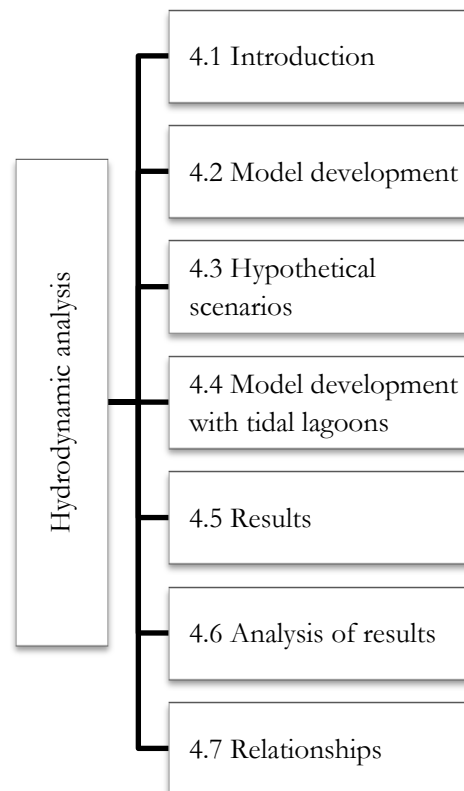 Hydrodynamic analysis
4.1 Introduction
4.2 Model development
4.3 Hypothetical
scenarios
4.4 Model development
with tidal lagoons
4.5 Results
4.6 Analysis of results
4.7 Relationships